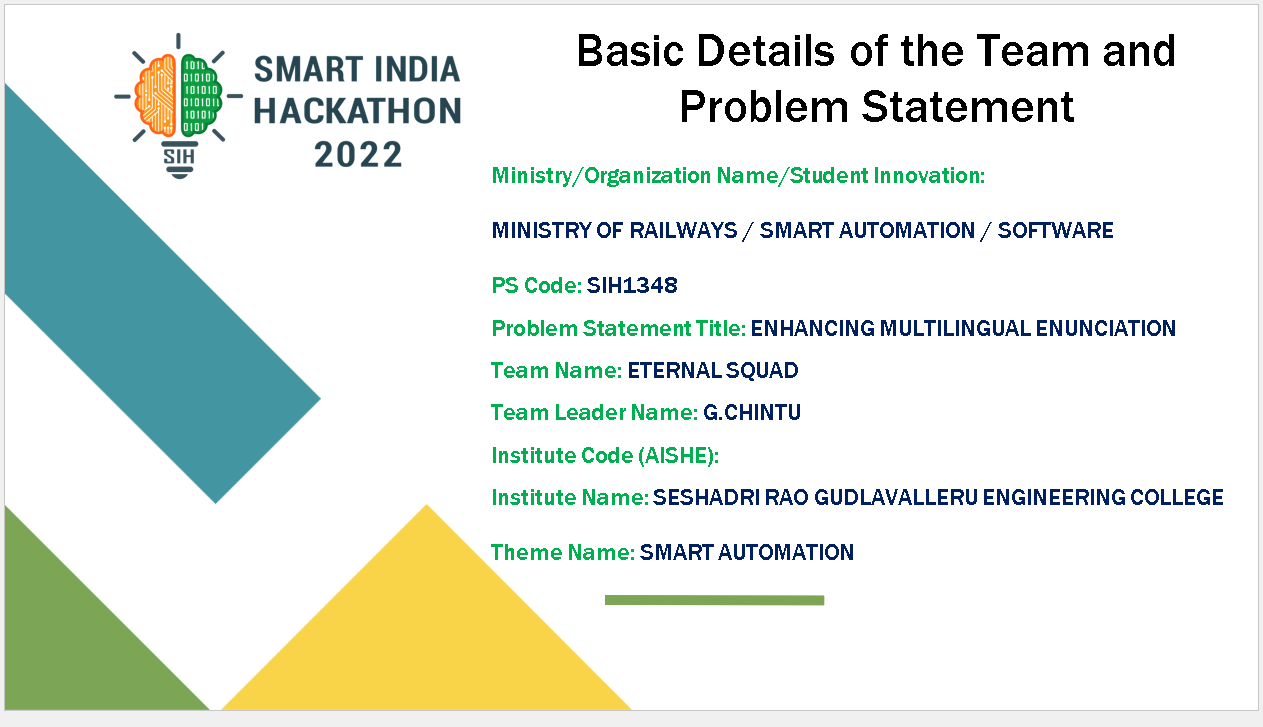 SMART INDIA
HACKATHON
2022
SIH
Basic Details of the Team and
Problem Statement
Ministry/Organization Name/Student Innovation:
MINISTRY OF RAILWAYS / SMART AUTOMATION / SOFTWARE
PS Code: SIH1348
Problem Statement Title: ENHANCING MULTILINGUAL ENUNCIATION
Team Name: ETERNAL SQUAD
Team Leader Name: G.CHINTU
Institute Code (AISHE):
Institute Name: SESHADRI RAO GUDLAVALLERU ENGINEERING COLLEGE
Theme Name: SMART AUTOMATION